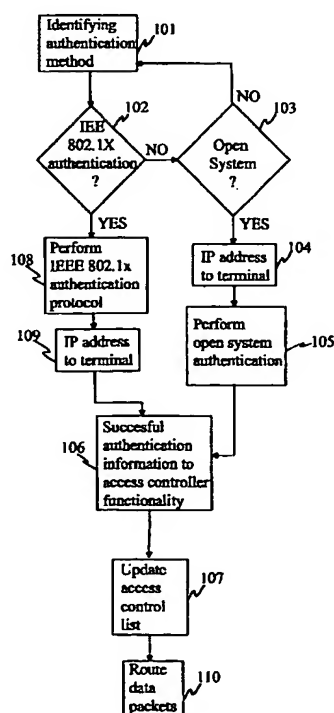 Identifying
authentication
method
101
102
IEE
802.1X
authentication
?
NO
NO
103
Open
System
?
YES
YES
108
Perform
IEEE 802.1x
authentication
protocol
IP address
to terminal
104
109
IP address
to terminal
Perform
open system
authentication
105
106
Succesful
authentication
information to
access controller
functionality
Update
access
control
list
107
Route
data
packets
110